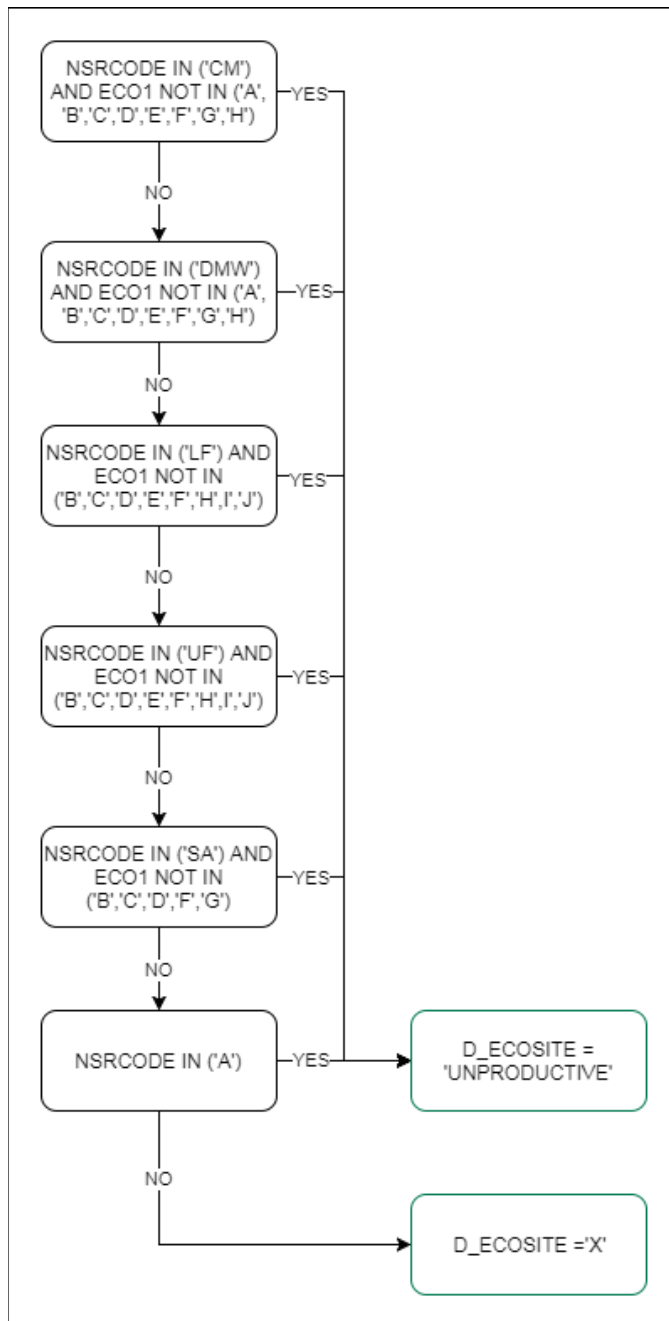 NSRCODE IN ('CM')
AND ECO1 NOT IN ('A',
'B','C','D','E','F','G','H')
YES
NO
NSRCODE IN ('DMW')
AND ECO1 NOT IN ('A',
'B','C','D','E','F','G','H')
YES
NO
NSRCODE IN ('LF') AND
ECO1 NOT IN
('B','C','D','E','F','H',I','J')
YES
NO
NSRCODE IN ('UF') AND
ECO1 NOT IN
('B','C','D','E','F','H',I','J')
YES
NO
NSRCODE IN ('SA') AND
ECO1 NOT IN
('B','C','D','F','G')
YES
NO
NSRCODE IN ('A')
YES
D_ECOSITE =
'UNPRODUCTIVE'
NO
D_ECOSITE ='X'